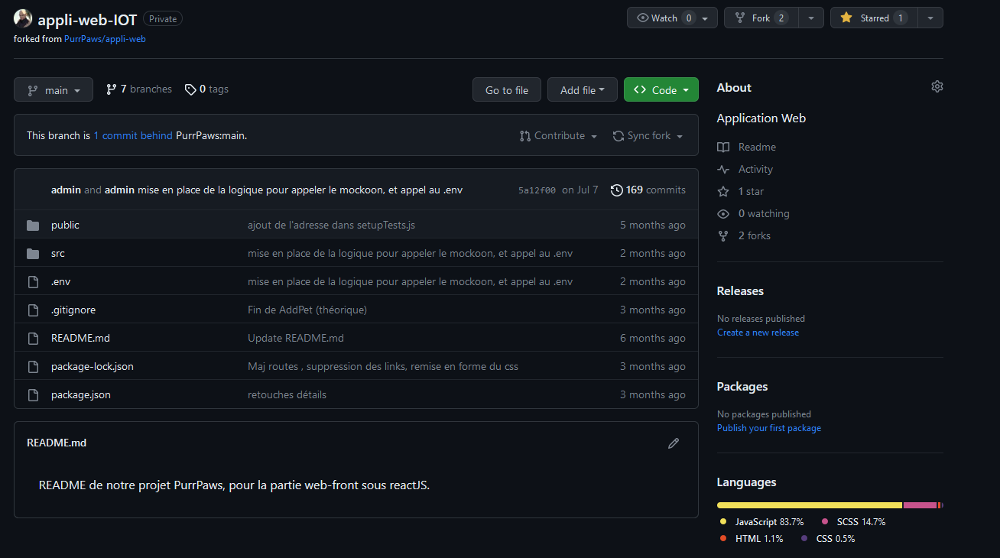 appli-web-IOT Private
Watch 0 Fork 2 Starred 1
forked from PurrPaws/appli-web
main 7 branches 0 tags Go to file Add file Code
This branch is 1 commit behind PurrPaws:main. Contribute Sync fork
admin and admin mise en place de la logique pour appeler le mockoon, et appel au .env 5a12f00 on Jul 7 169 commits
public ajout de l'adresse dans setupTests.js 5 months ago
src mise en place de la logique pour appeler le mockoon, et appel au .env 2 months ago
.env mise en place de la logique pour appeler le mockoon, et appel au .env 2 months ago
.gitignore Fin de AddPet (théorique) 3 months ago
README.md Update README.md 6 months ago
package-lock.json Maj routes , suppression des links, remise en forme du css 3 months ago
package.json retouches détails 3 months ago
README.md
README de notre projet PurrPaws, pour la partie web-front sous reactJS.
About
Application Web
Readme
Activity
1 star
0 watching
2 forks
Releases
No releases published
Create a new release
Packages
No packages published
Publish your first package
Languages
JavaScript 83.7% SCSS 14.7%
HTML 1.1% CSS 0.5%